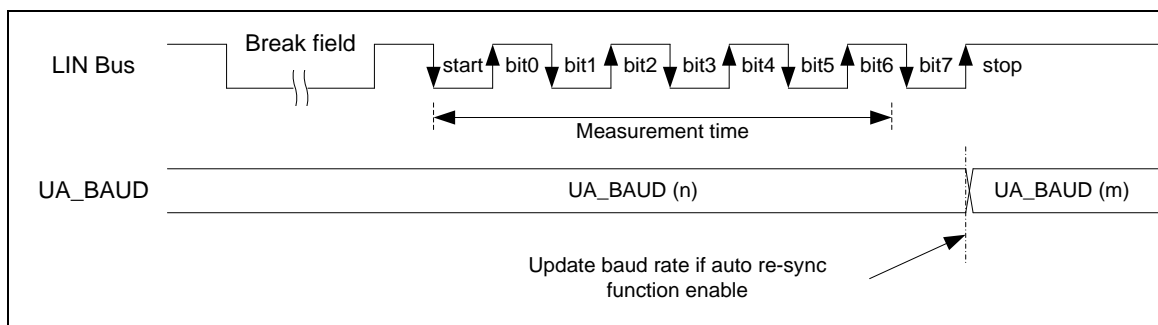 Break field
LIN Bus
start bit0 bit1 bit2 bit3 bit4 bit5 bit6 bit7 stop
Measurement time
UA_BAUD
UA_BAUD (n)
UA_BAUD (m)
Update baud rate if auto re-sync
function enable